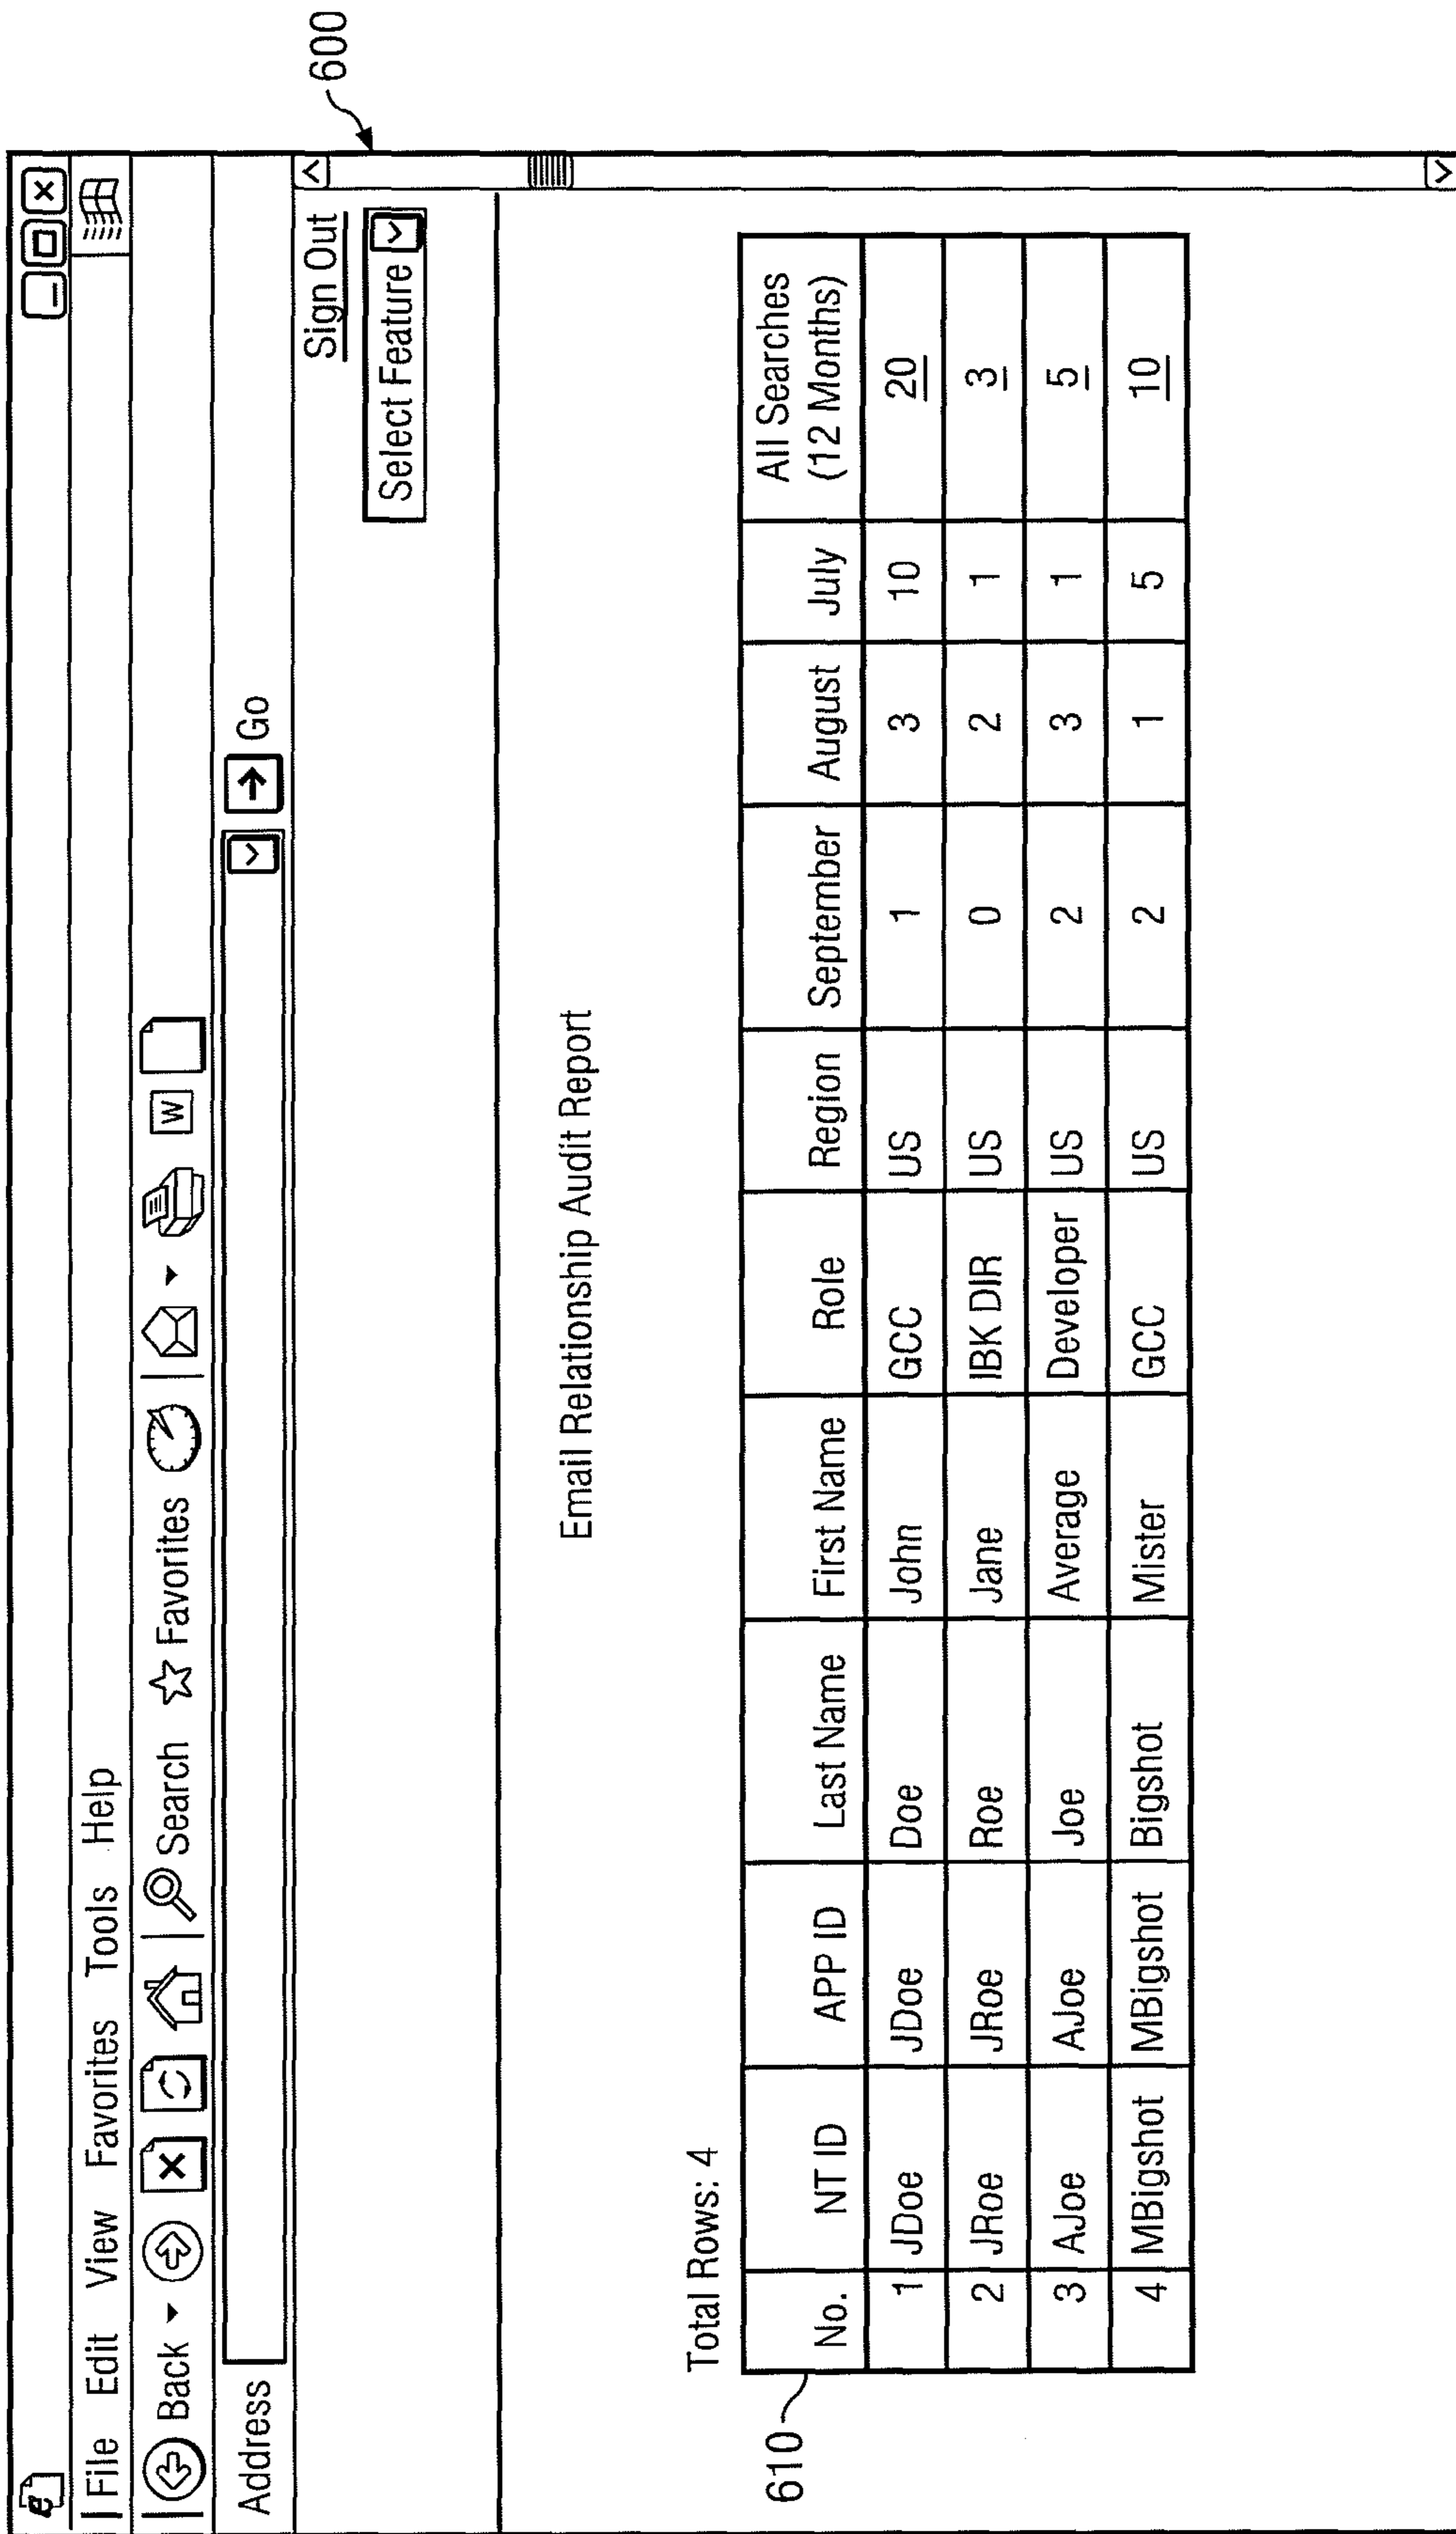 File Edit View Favorites Tools Help
Back Search Favorites W
Address Go
600
Sign Out
Select Feature
Email Relationship Audit Report
Total Rows: 4
610
No. NT ID APP ID Last Name First Name Role Region September August July All Searches (12 Months)
1 JDoe JDoe Doe John GCC US 1 3 10 20
2 JRoe JRoe Roe Jane IBK DIR US 0 2 1 3
3 AJoe AJoe Joe Average Developer US 2 3 1 5
4 MBigshot MBigshot Bigshot Mister GCC US 2 1 5 10